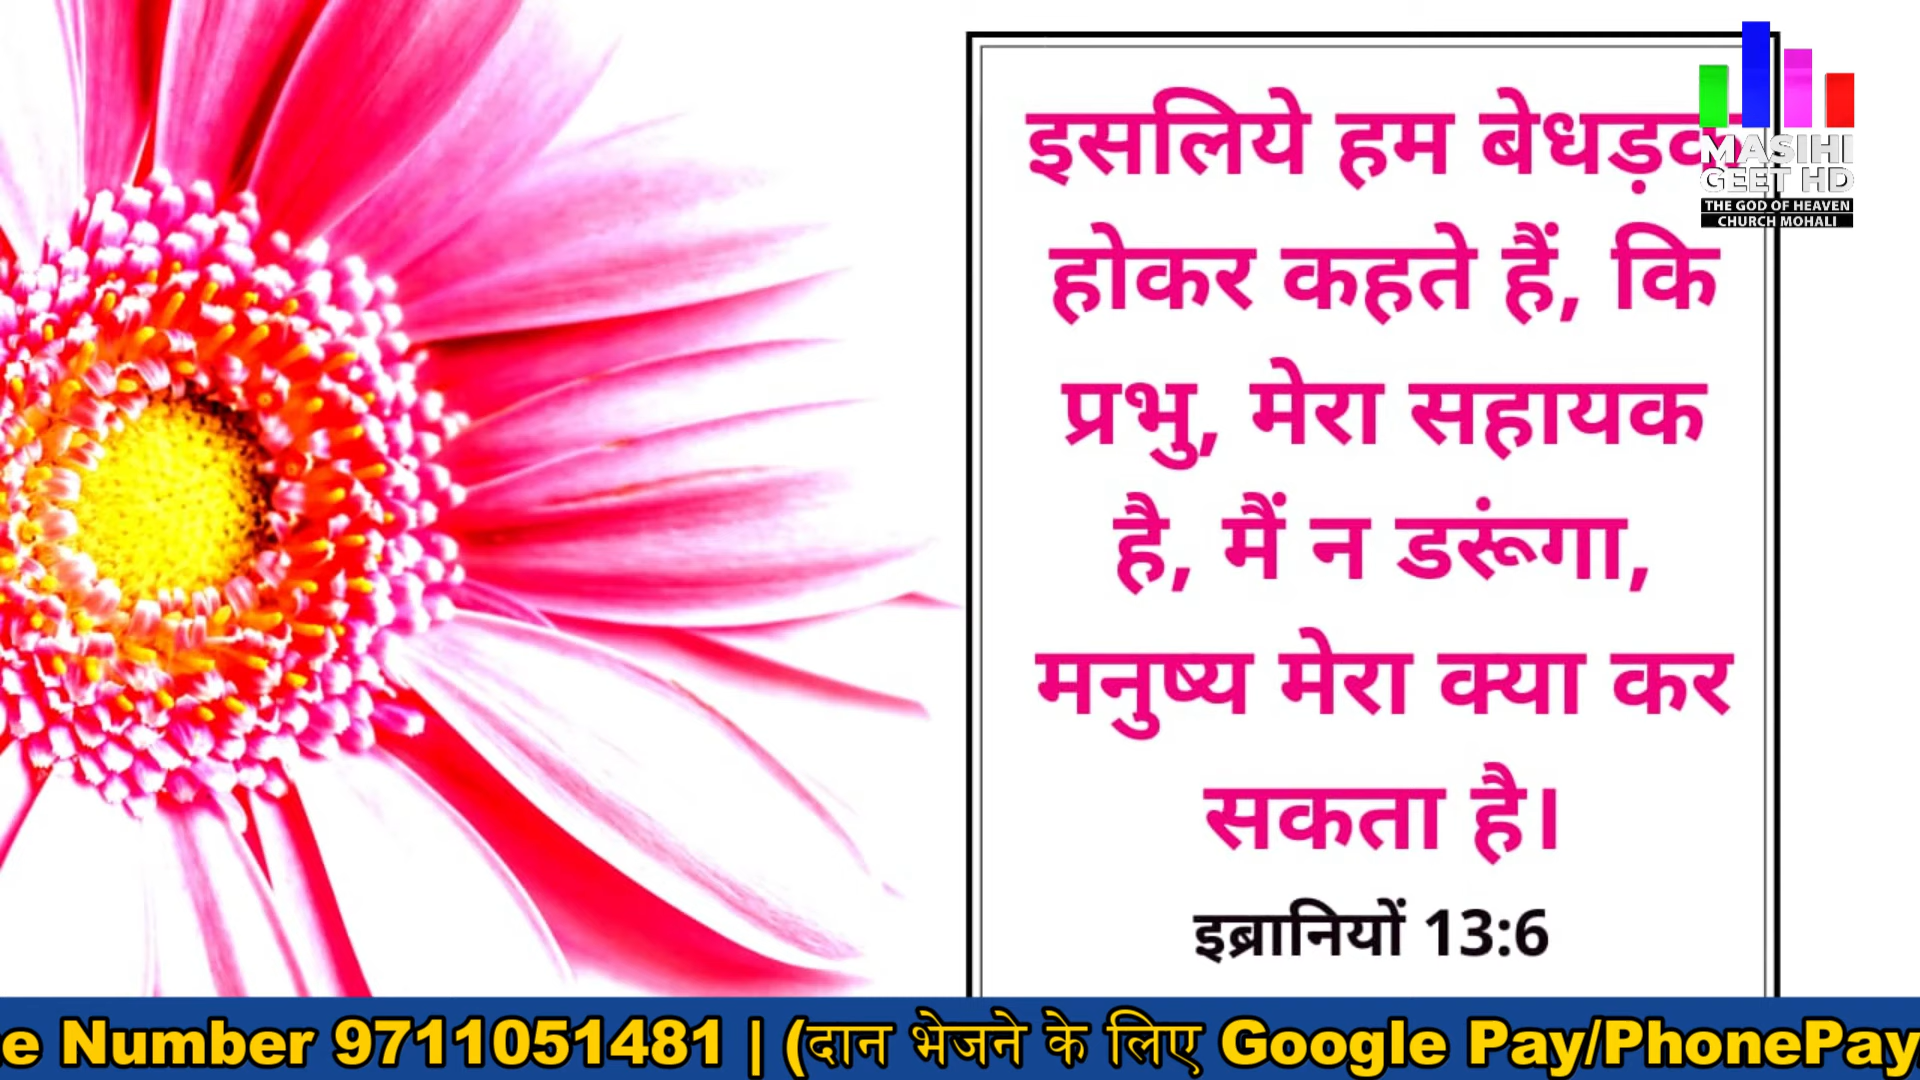 इसलिये हम बेधड़क
होकर कहते हैं, कि
प्रभु, मेरा सहायक
है, मैं न डरूंगा,
मनुष्य मेरा क्या कर
सकता है।
इब्रानियों 13:6
MASIHI
GEET HD
THE GOD OF HEAVEN
CHURCH MOHALI
e Number 9711051481 | (दान भेजने के लिए Google Pay/PhonePay